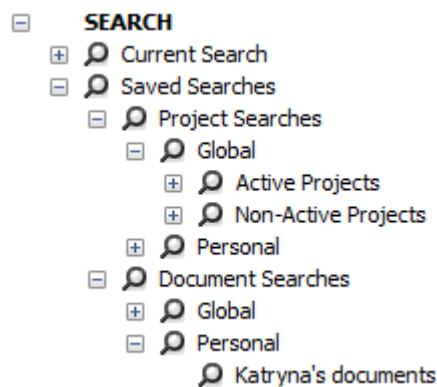 SEARCH
Current Search
Saved Searches
Project Searches
Global
Active Projects
Non-Active Projects
Personal
Document Searches
Global
Personal
Katryna's documents